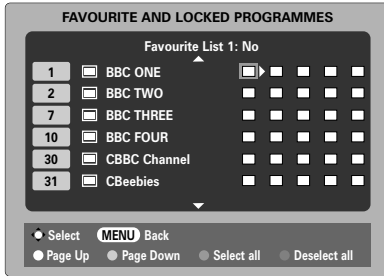 FAVOURITE AND LOCKED PROGRAMMES
Favourite List 1: No
1 BBC ONE
2 BBC TWO
7 BBC THREE
10 BBC FOUR
30 CBBC Channel
31 CBeebies
Select MENU Back
Page Up Page Down Select all Deselect all